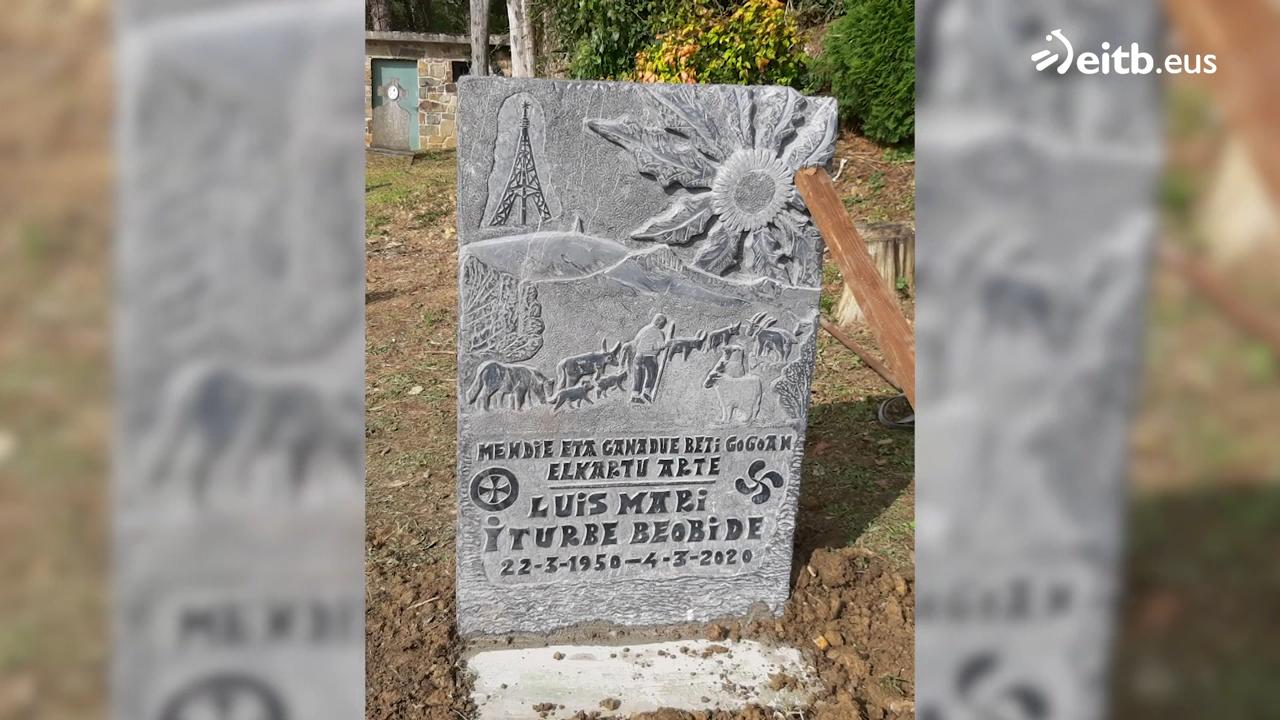 eitb.eus
MENDIE ETA GANADUE BETi GOGOAN
ELKARTU ARTE
LUiS MARI
iTURBE BEOBiDE
22-3-1950-4-3-2020